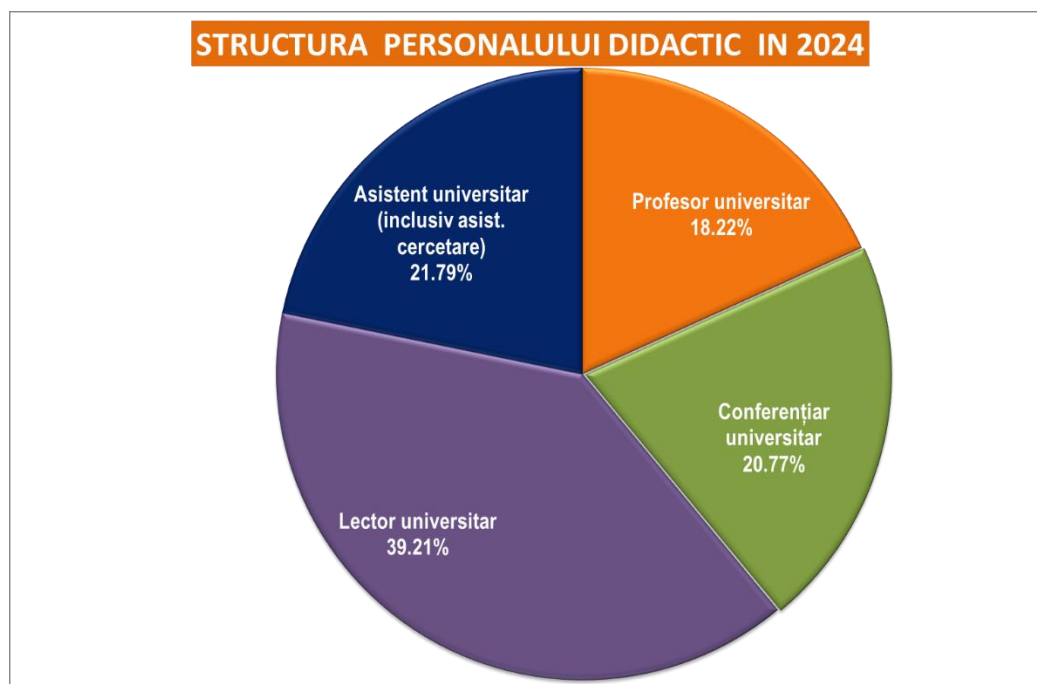 STRUCTURA PERSONALULUI DIDACTIC IN 2024
Asistent universitar
(inclusiv asist.
cercetare)
21.79%
Profesor universitar
18.22%
Conferențiar
universitar
20.77%
Lector universitar
39.21%